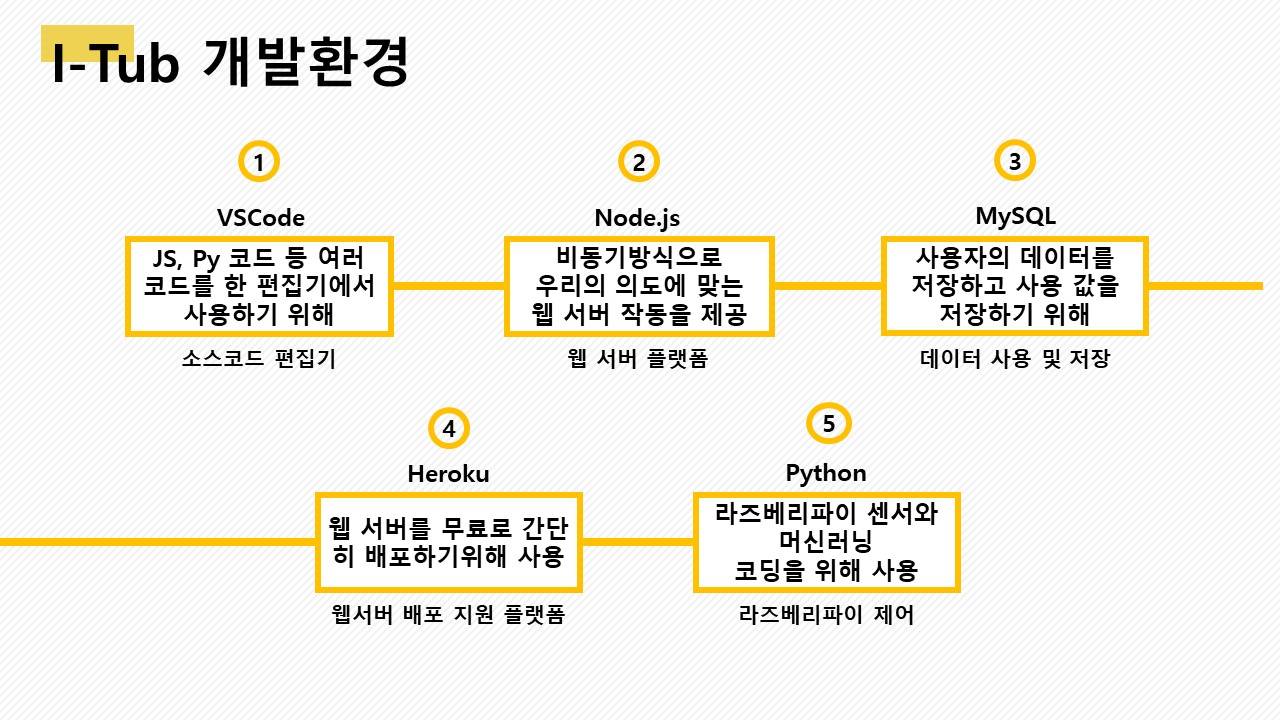 I-Tub 개발환경
1
VSCode
JS, Py 코드 등 여러
코드를 한 편집기에서
사용하기 위해
소스코드 편집기
2
Node.js
비동기방식으로
우리의 의도에 맞는
웹 서버 작동을 제공
웹 서버 플랫폼
3
MySQL
사용자의 데이터를
저장하고 사용 값을
저장하기 위해
데이터 사용 및 저장
4
Heroku
웹 서버를 무료로 간단
히 배포하기위해 사용
웹서버 배포 지원 플랫폼
5
Python
라즈베리파이 센서와
머신러닝
코딩을 위해 사용
라즈베리파이 제어